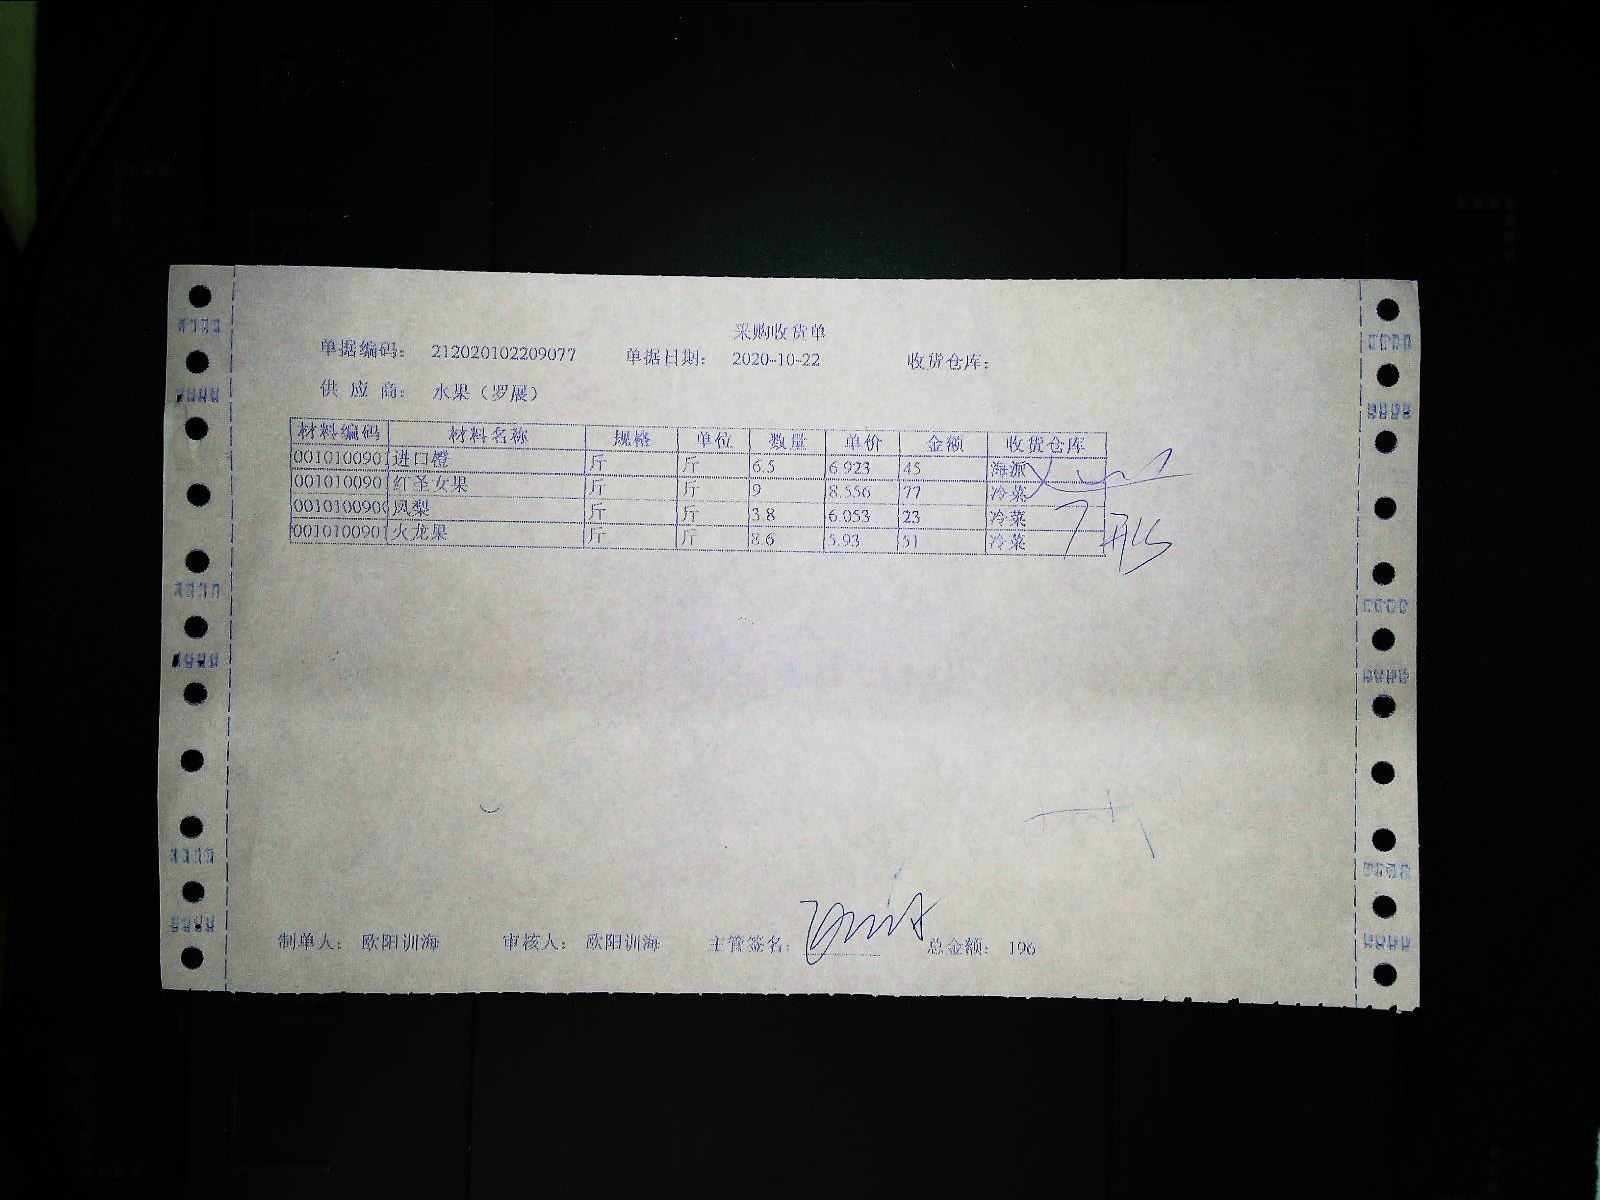 采购收货单
单据编码： 212020102209077 单据日期： 2020-10-22 收货仓库：
供 应 商： 水果（罗展）
材料编码 材料名称 规格 单位 数量 单价 金额 收货仓库
001010090 进口橙 斤 斤 6.5 6.923 45 海派
001010090 红圣女果 斤 斤 9 8.556 77 冷菜
001010090 凤梨 斤 斤 3.8 6.053 23 冷菜
001010090 火龙果 斤 斤 8.6 5.93 51 冷菜
制单人： 欧阳训海 审核人： 欧阳训海 主管签名： 总金额： 196